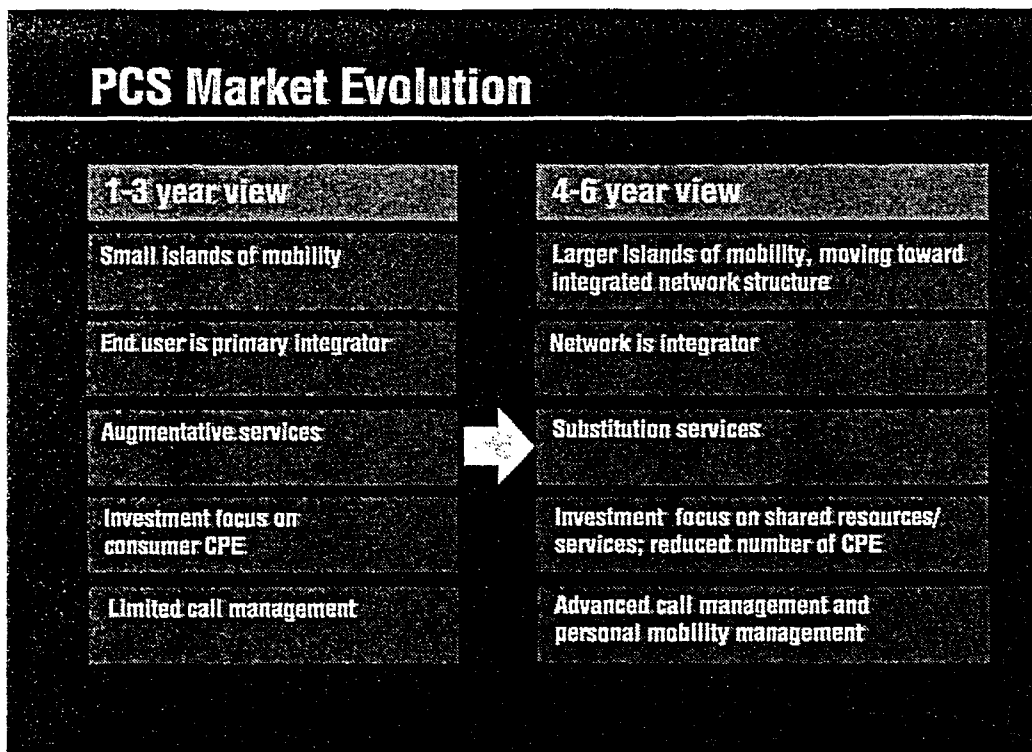 PCS Market Evolution
1-3 year view
Small islands of mobility
End user is primary integrator
Augmentative services
Investment focus on
consumer CPE
Limited call management
4-6 year view
Larger islands of mobility, moving toward
integrated network structure
Network is integrator
Substitution services
Investment focus on shared resources/
services; reduced number of CPE
Advanced call management and
personal mobility management